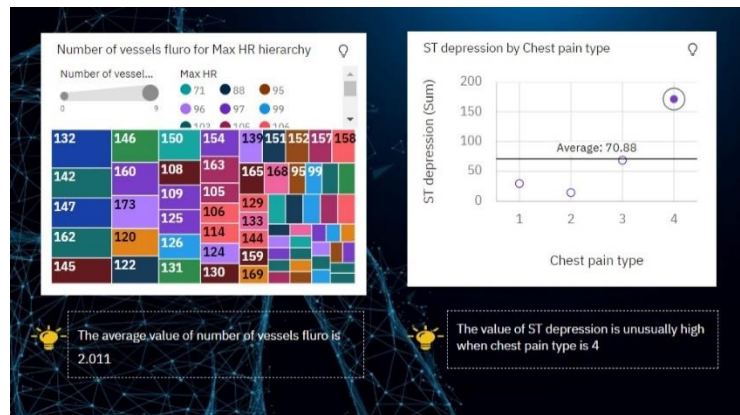 Number of vessels fluro for Max HR hierarchy
Number of vessel...
0 9
Max HR
71 88 95
96 97 99
103 105 106
132 146 150 154 139 151 152 157 158
142 160 108 163 165 168 95 99
147 173 109 105 129
162 120 125 106 133
145 122 126 114 144
131 124 159
130 169
The average value of number of vessels fluro is
2.011
ST depression by Chest pain type
ST depression (Sum)
200
150
100
50
0
Average: 70.88
1 2 3 4
Chest pain type
The value of ST depression is unusually high
when chest pain type is 4